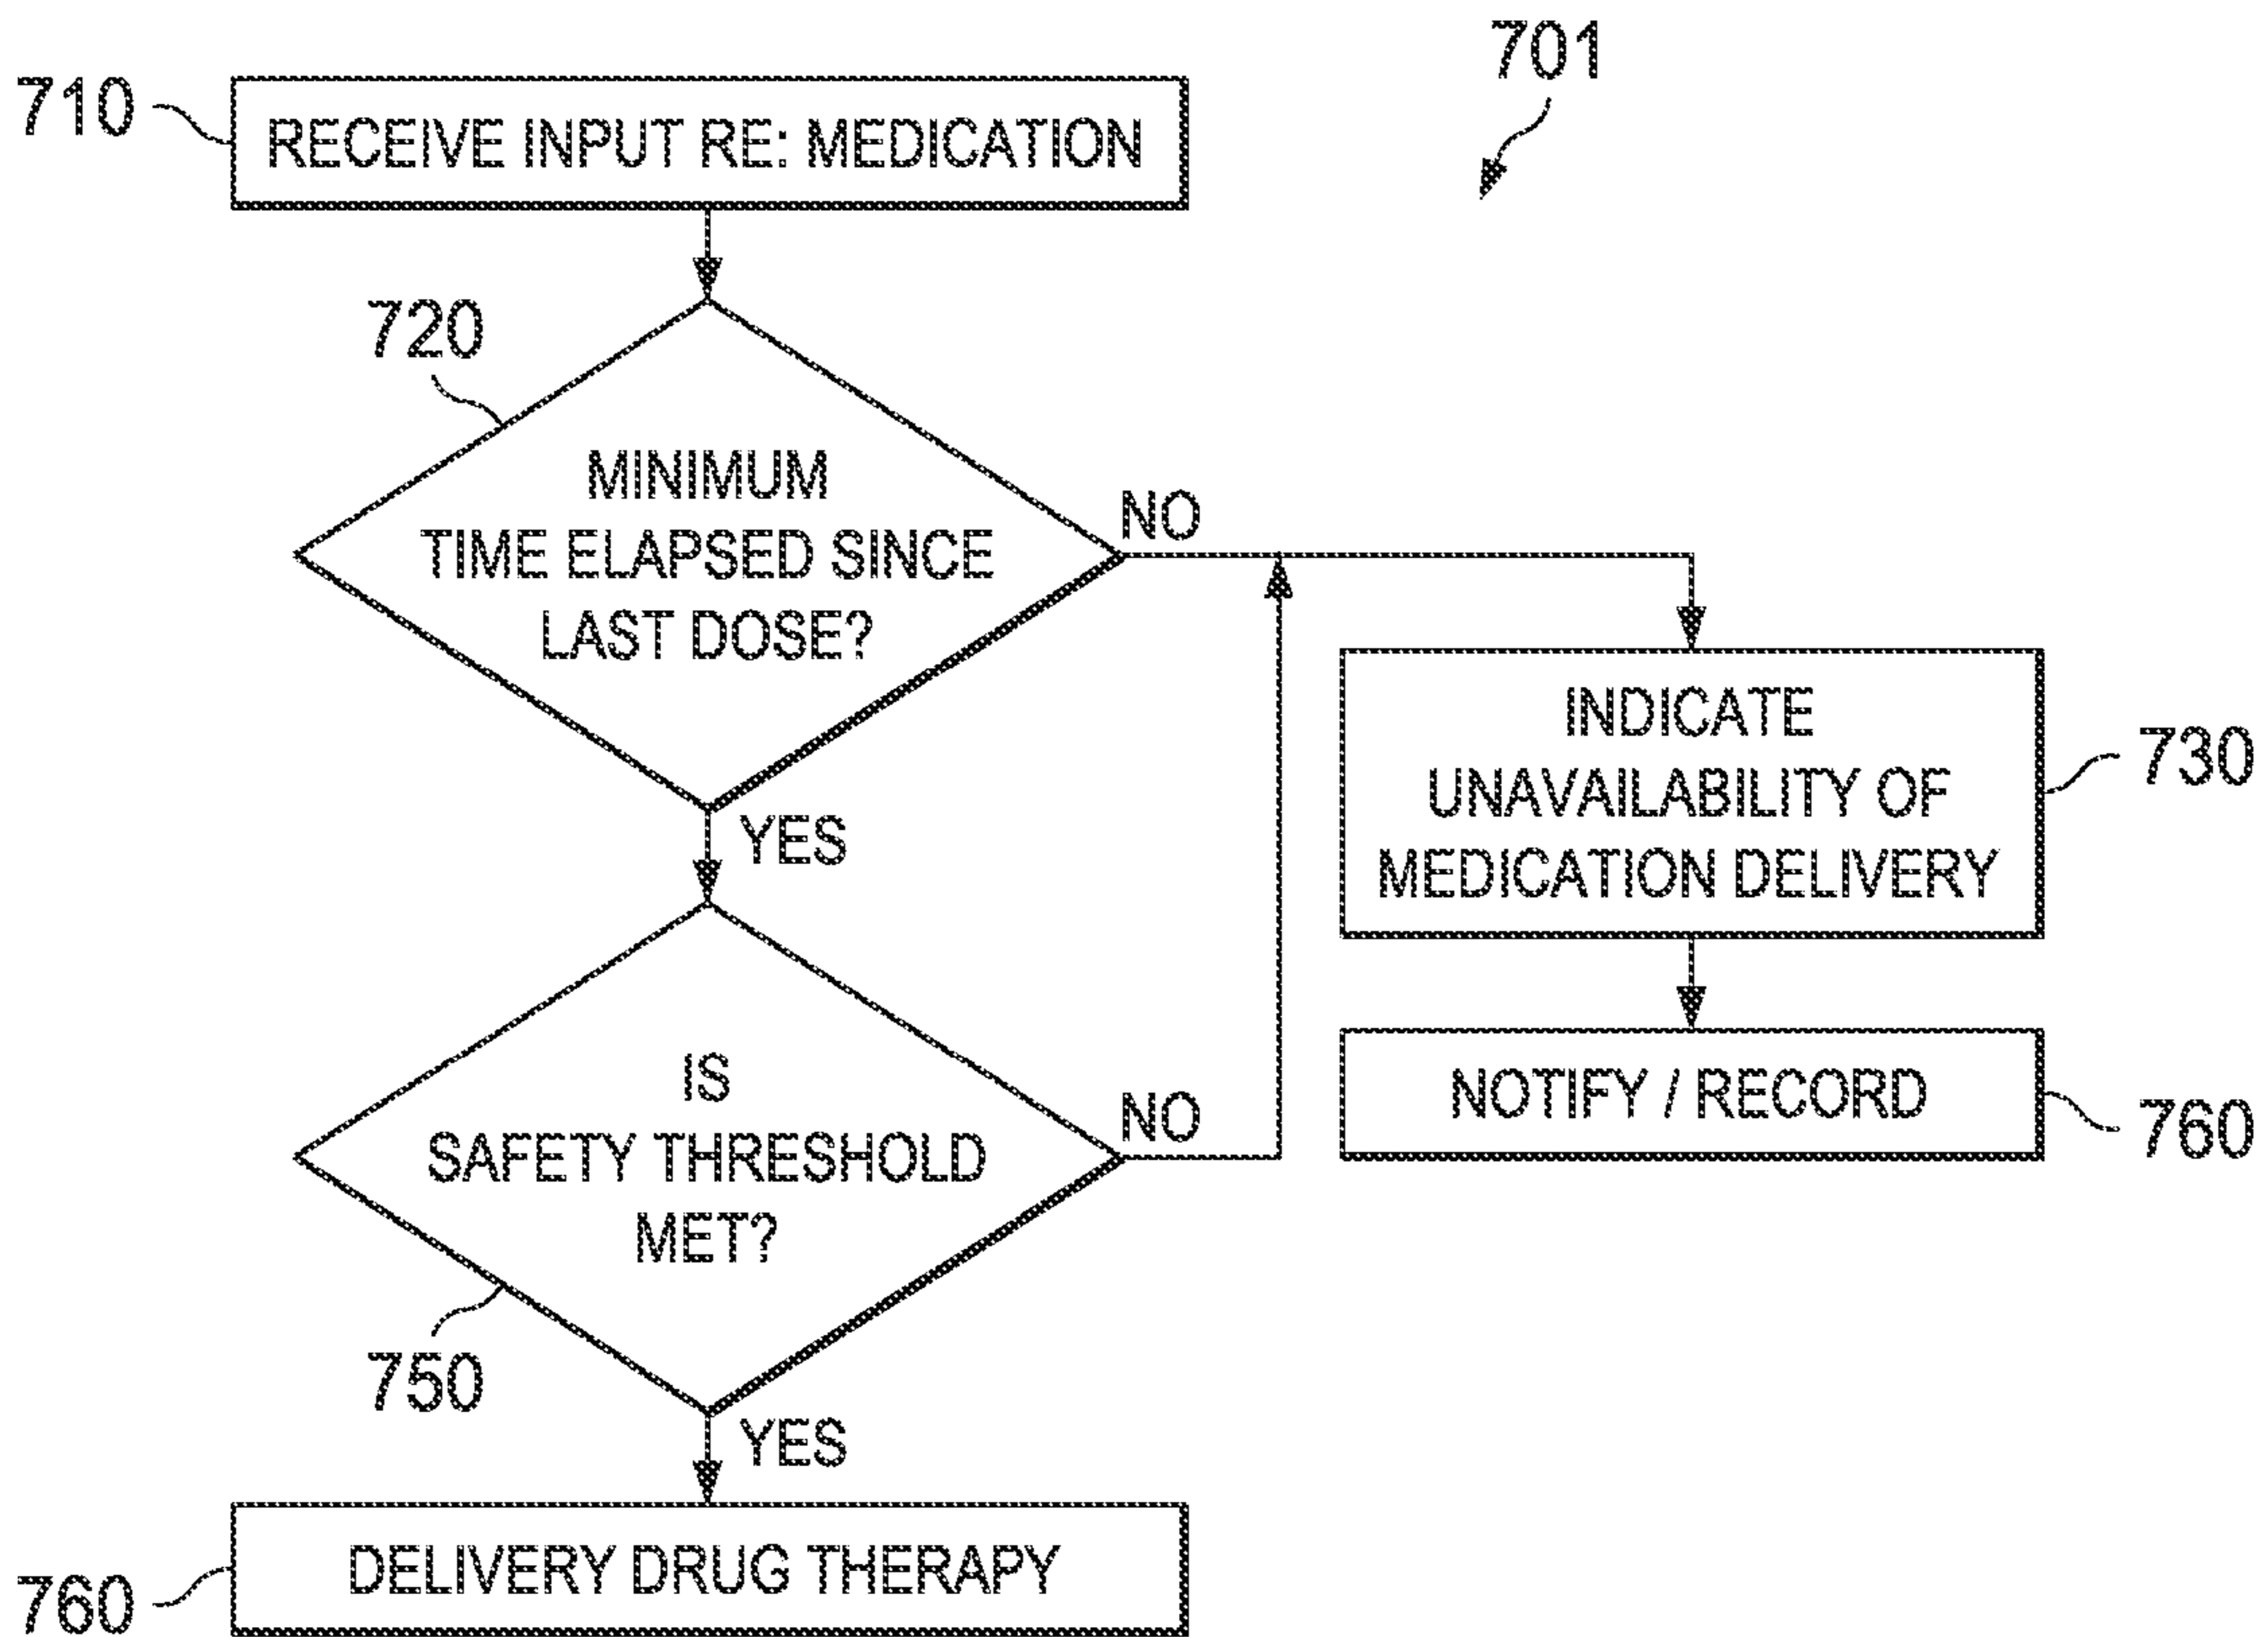 701
710
RECEIVE INPUT RE: MEDICATION
720
MINIMUM
TIME ELAPSED SINCE
LAST DOSE?
NO
YES
INDICATE
UNAVAILABILITY OF
MEDICATION DELIVERY
730
NOTIFY / RECORD
760
IS
SAFETY THRESHOLD
MET?
NO
750
YES
DELIVERY DRUG THERAPY
760